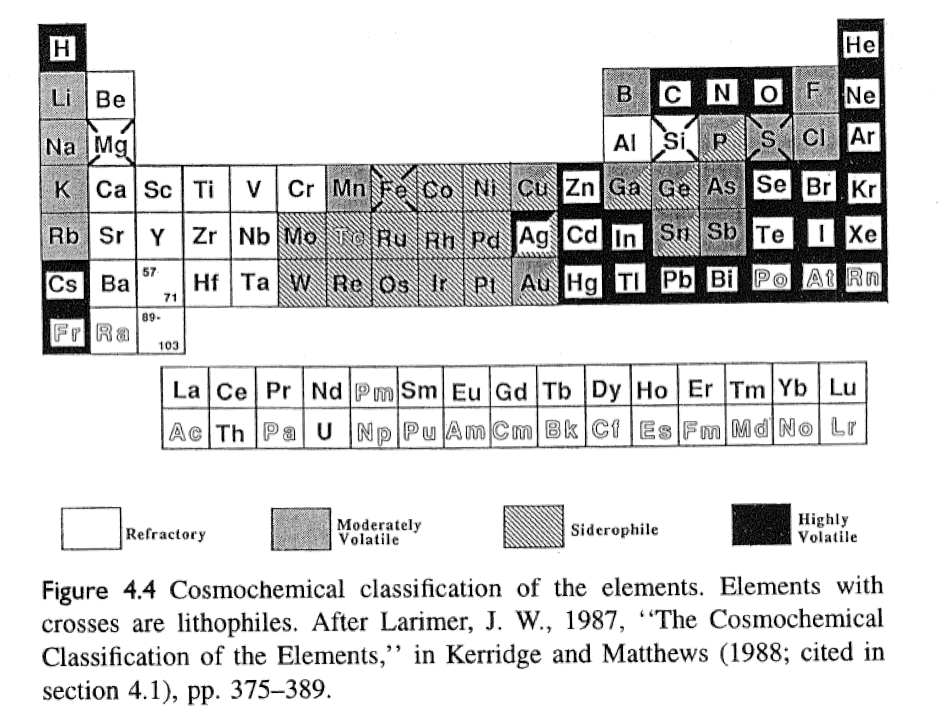 H He
Li Be B C N O F Ne
Na Mg Al Si P S Cl Ar
K Ca Sc Ti V Cr Mn Fe Co Ni Cu Zn Ga Ge As Se Br Kr
Rb Sr Y Zr Nb Mo Tc Ru Rh Pd Ag Cd In Sn Sb Te I Xe
Cs Ba 57 71 Hf Ta W Re Os Ir Pt Au Hg Tl Pb Bi Po At Rn
Fr Ra 89- 103
La Ce Pr Nd Pm Sm Eu Gd Tb Dy Ho Er Tm Yb Lu
Ac Th Pa U Np Pu Am Cm Bk Cf Es Fm Md No Lr
Refractory
Moderately
Volatile
Siderophile
Highly
Volatile
Figure 4.4 Cosmochemical classification of the elements. Elements with
crosses are lithophiles. After Larimer, J. W., 1987, ‘‘The Cosmochemical
Classification of the Elements,’’ in Kerridge and Matthews (1988; cited in
section 4.1), pp. 375–389.